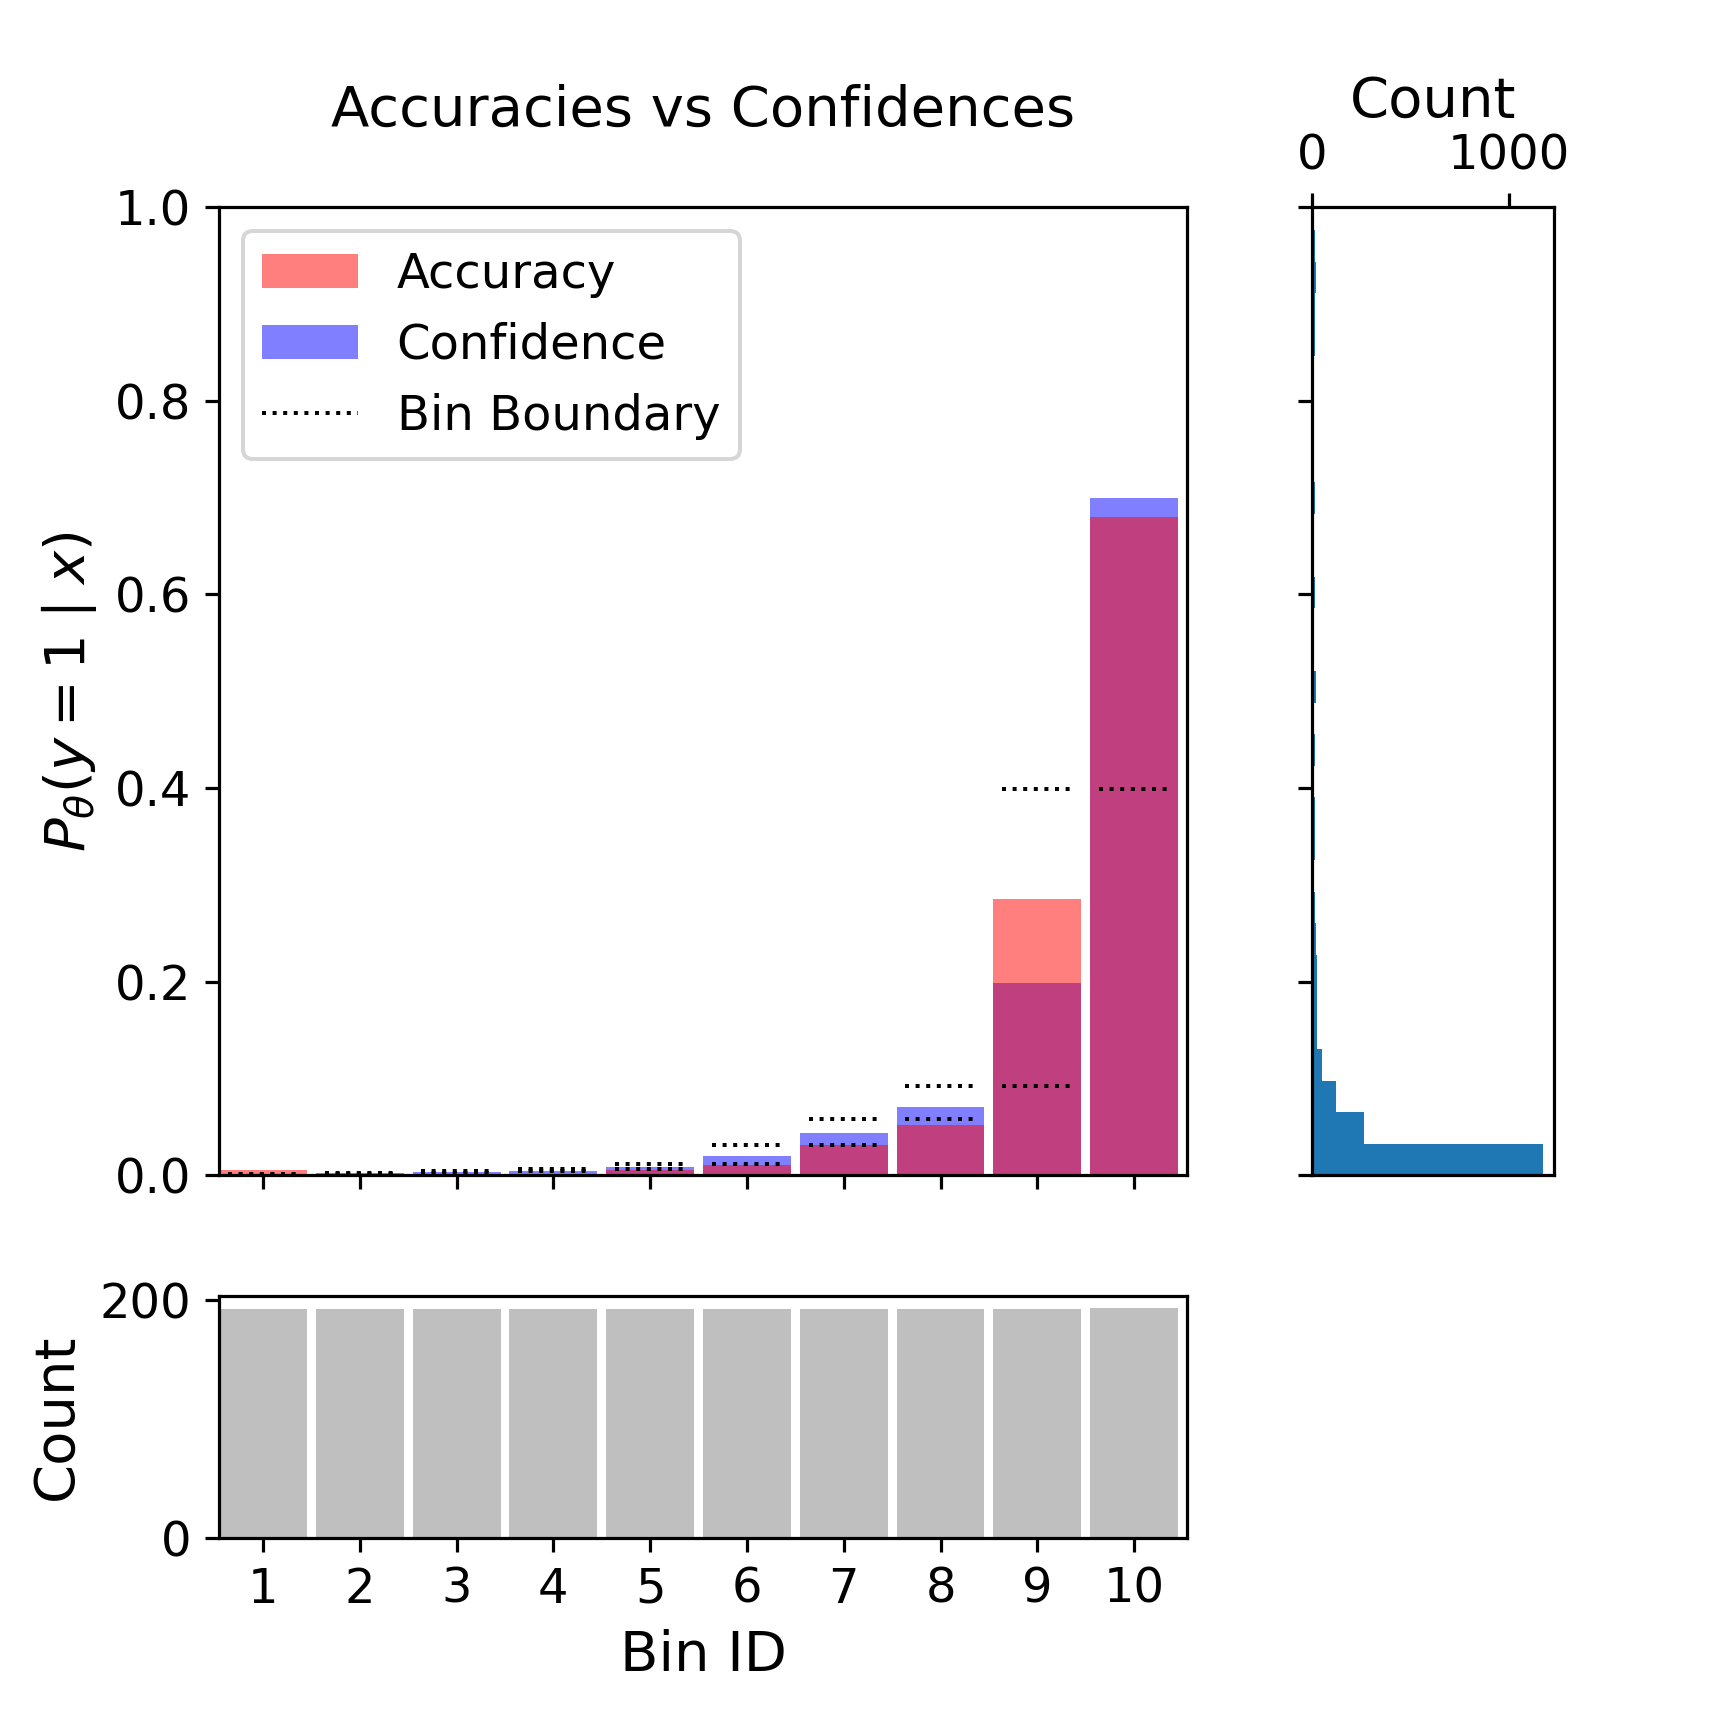 Accuracies vs Confidences
Count
0 1000
1.0
0.8
0.6
0.4
0.2
0.0
Accuracy
Confidence
Bin Boundary
P_θ(y = 1 | x)
200
0
Count
1 2 3 4 5 6 7 8 9 10
Bin ID